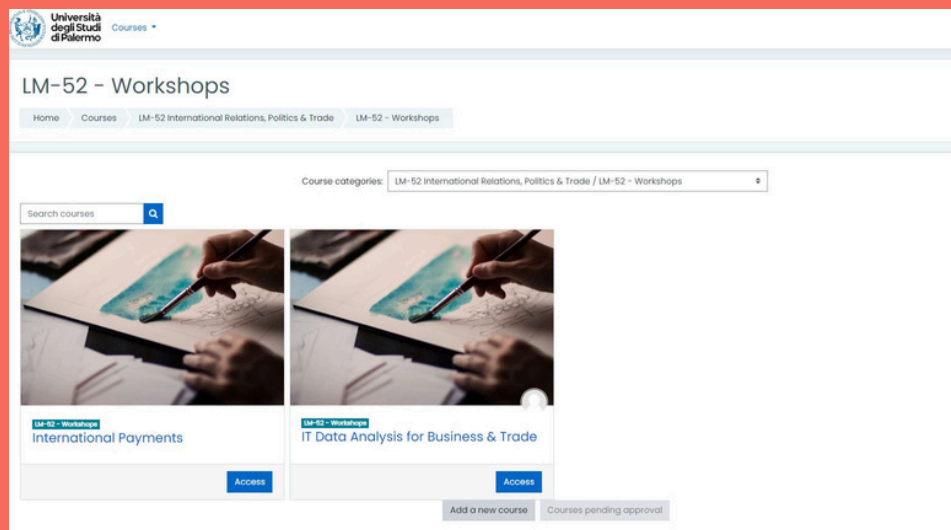 Università
degli Studi
di Palermo
Courses
LM-52 - Workshops
Home Courses LM-52 International Relations, Politics & Trade LM-52 - Workshops
Course categories: LM-52 International Relations, Politics & Trade / LM-52 - Workshops
Search courses
LM-52 - Workshops
International Payments
Access
LM-52 - Workshops
IT Data Analysis for Business & Trade
Access
Add a new course Courses pending approval